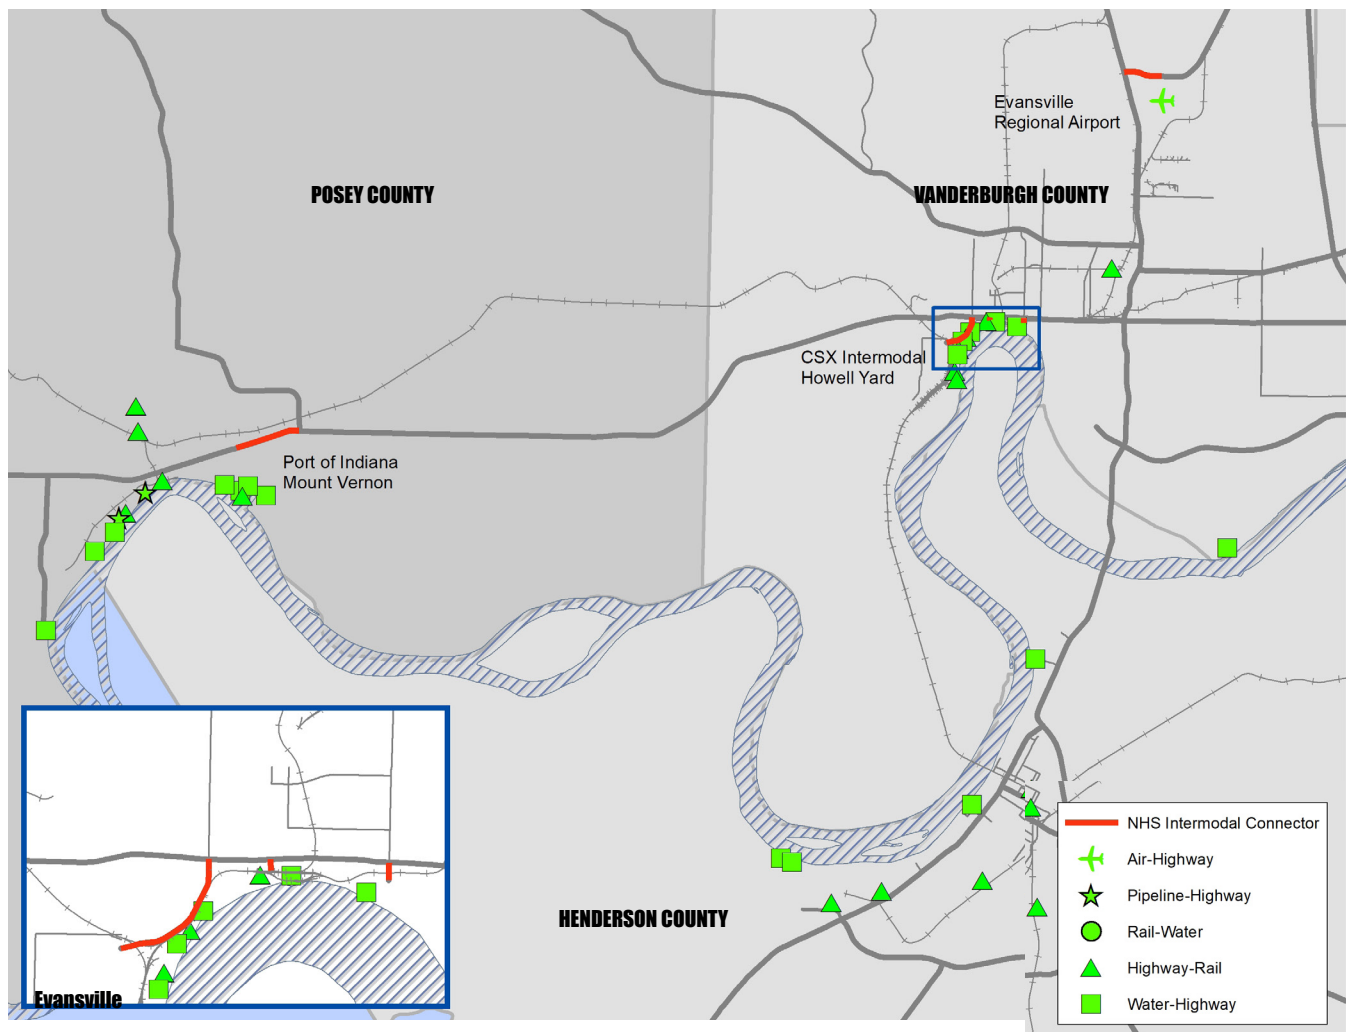 Evansville
Regional Airport
POSEY COUNTY
VANDERBURGH COUNTY
CSX Intermodal
Howell Yard
Port of Indiana
Mount Vernon
HENDERSON COUNTY
Evansville
NHS Intermodal Connector
Air-Highway
Pipeline-Highway
Rail-Water
Highway-Rail
Water-Highway